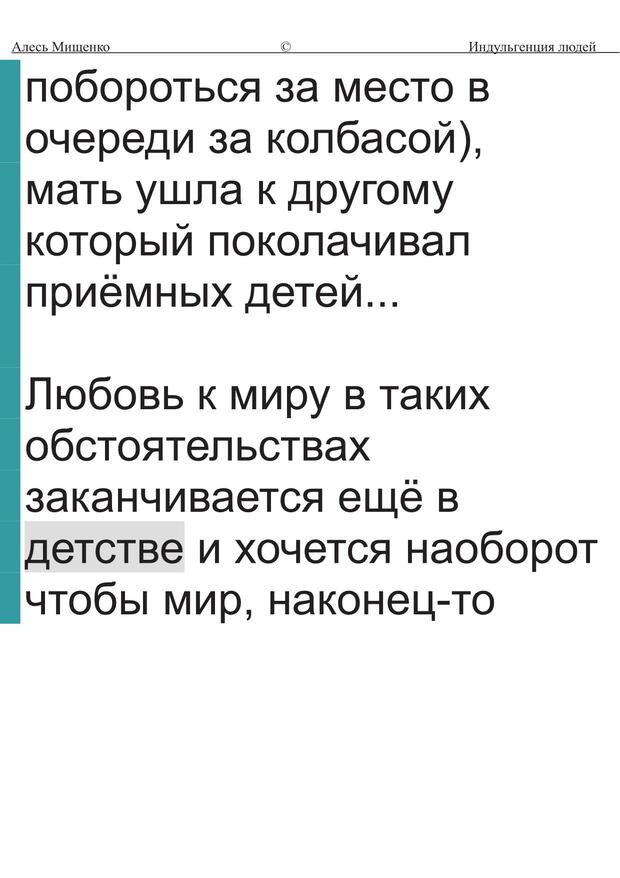 Алесь Мищенко © Индульгенция людей
побороться за место в
очереди за колбасой),
мать ушла к другому
который поколачивал
приёмных детей...
Любовь к миру в таких
обстоятельствах
заканчивается ещё в
детстве и хочется наоборот
чтобы мир, наконец-то